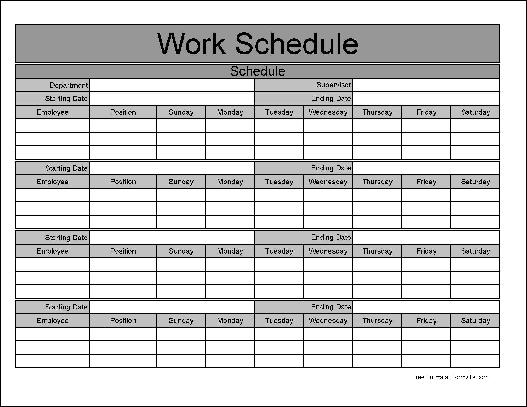 Work Schedule
Schedule
Department Supervisor
Starting Date Ending Date
Employee Position Sunday Monday Tuesday Wednesday Thursday Friday Saturday
Starting Date Ending Date
Employee Position Sunday Monday Tuesday Wednesday Thursday Friday Saturday
Starting Date Ending Date
Employee Position Sunday Monday Tuesday Wednesday Thursday Friday Saturday
Starting Date Ending Date
Employee Position Sunday Monday Tuesday Wednesday Thursday Friday Saturday